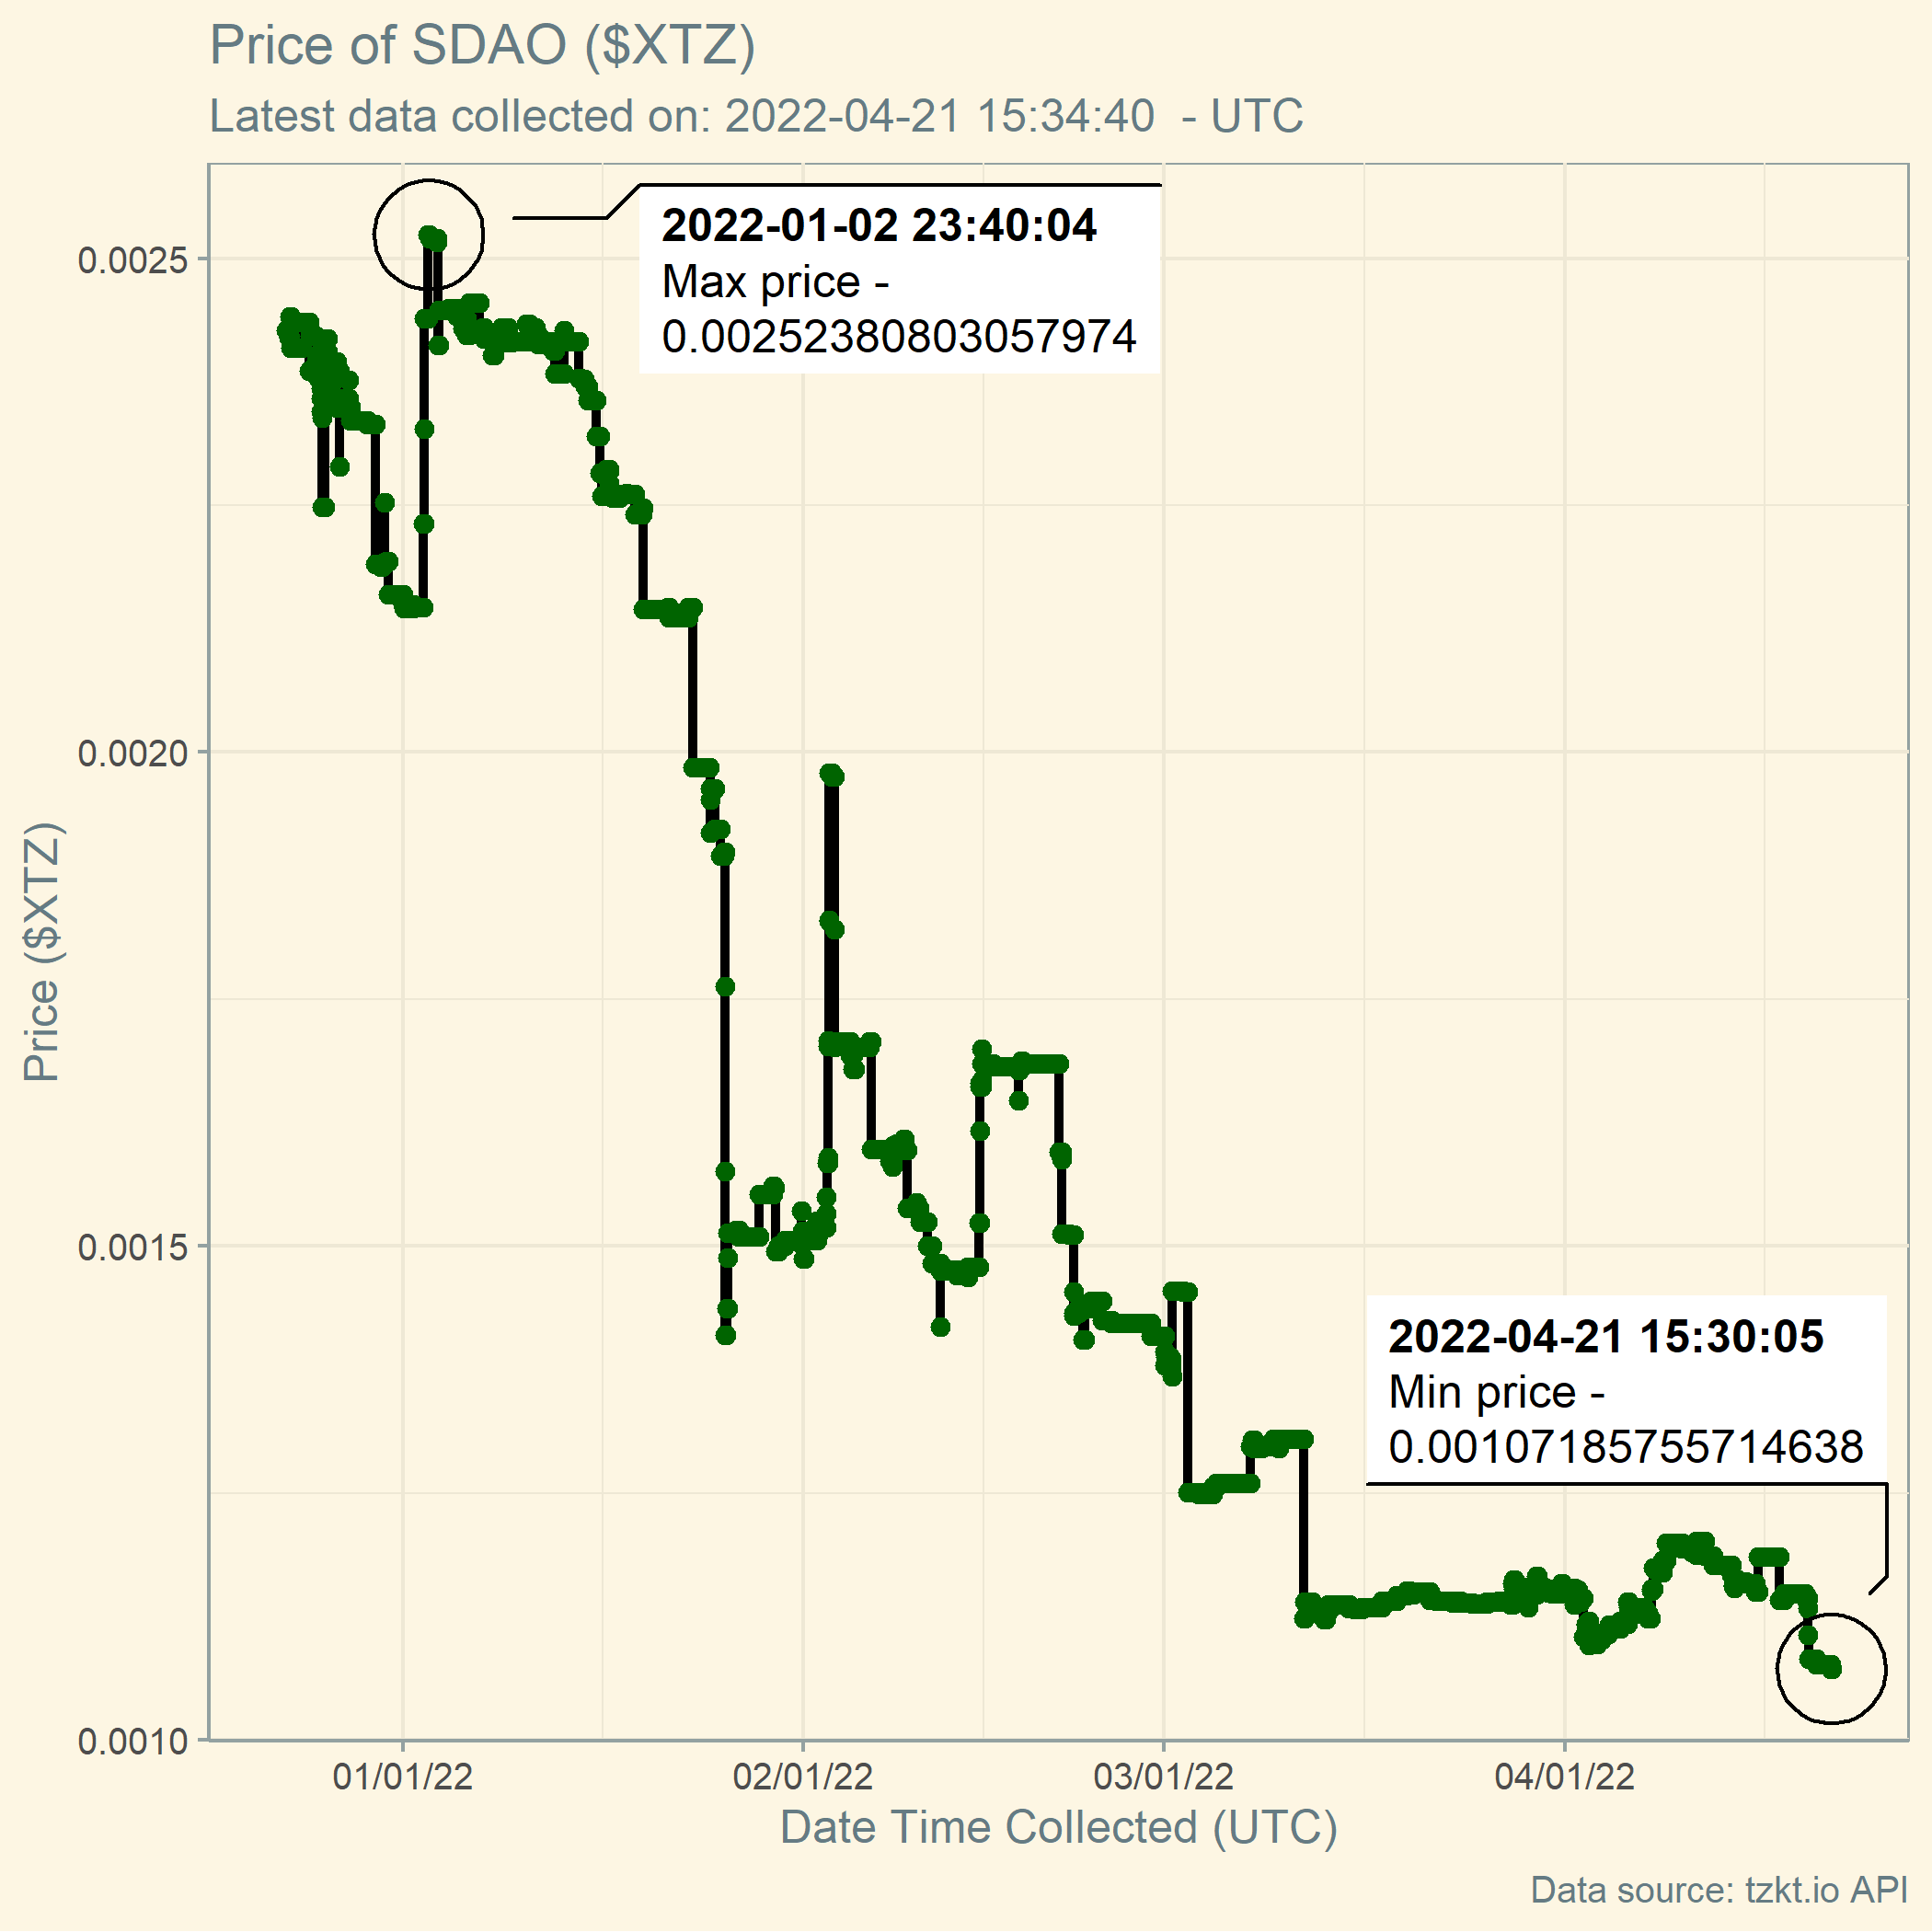 Price of SDAO ($XTZ)
Latest data collected on: 2022-04-21 15:34:40  - UTC
2022-01-02 23:40:04
Max price -
0.00252380803057974
0.0025
0.0020
0.0015
0.0010
Price ($XTZ)
2022-04-21 15:30:05
Min price -
0.00107185755714638
01/01/22
02/01/22
03/01/22
04/01/22
Date Time Collected (UTC)
Data source: tzkt.io API